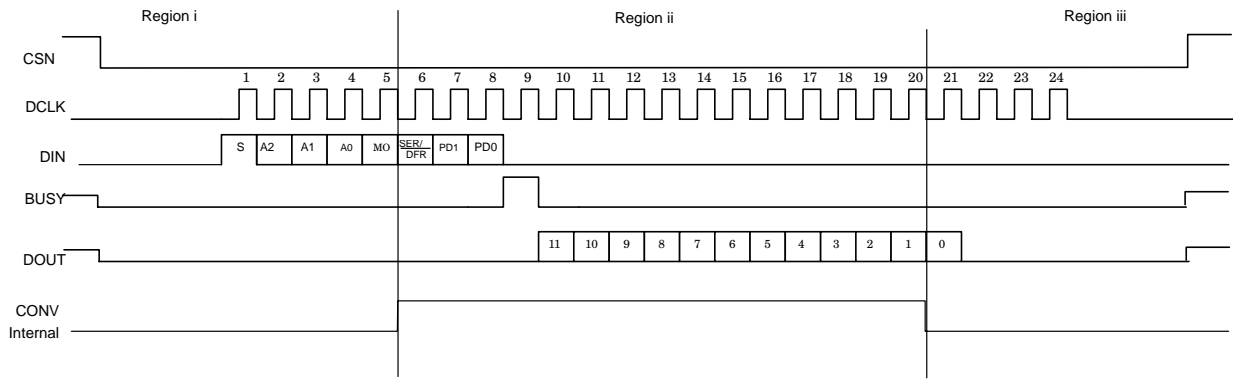 Region i Region ii Region iii
CSN
1 2 3 4 5 6 7 8 9 10 11 12 13 14 15 16 17 18 19 20 21 22 23 24
DCLK
DIN S A2 A1 A0 MO SER/ DFR PD1 PD0
BUSY
DOUT 11 10 9 8 7 6 5 4 3 2 1 0
CONV
Internal